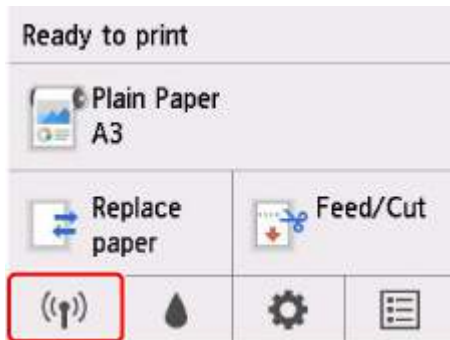 Ready to print
Plain Paper
A3
Replace
paper
Feed/Cut